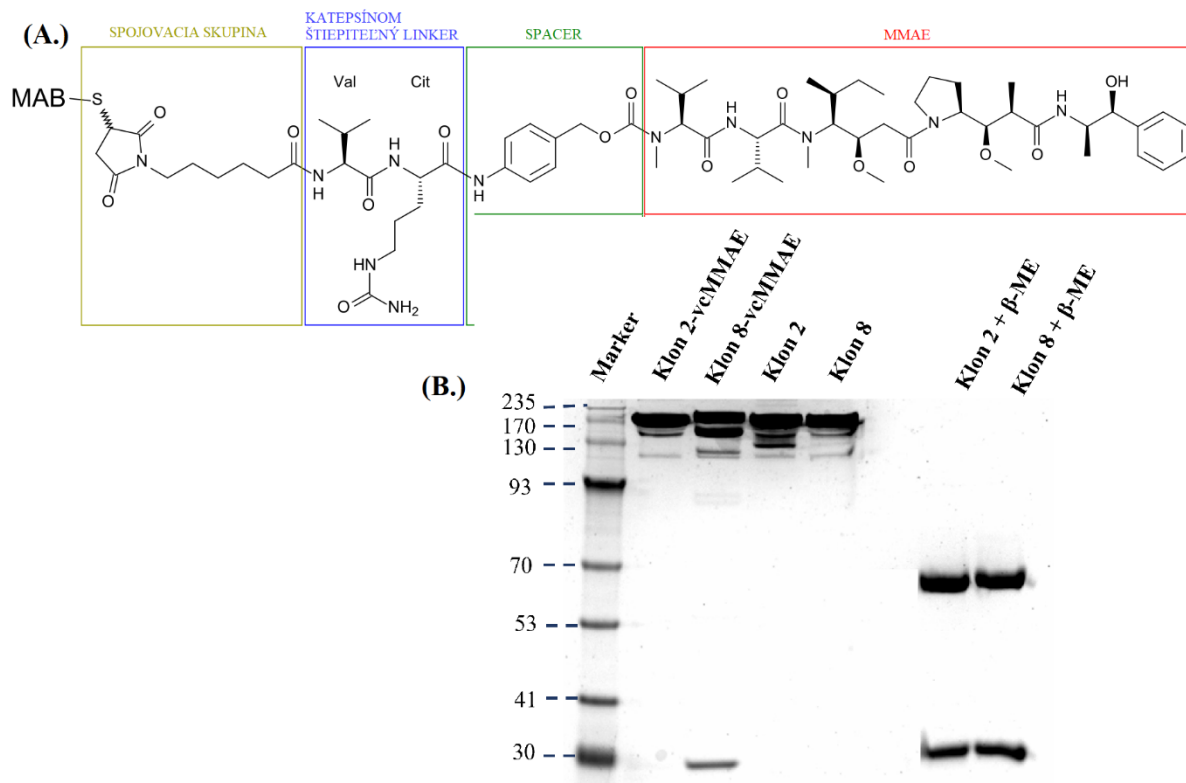 (A.)
SPOJOVACIA SKUPINA
KATEPSÍNOM
ŠTIEPITEĽNÝ LINKER
SPACER
MMAE
Val
Cit
MAB
S
O
N
O
O
N
H
O
H
N
O
HN
O
NH₂
N
H
O
O
O
N
O
H
N
O
N
O
O
N
O
O
H
N
OH
(B.)
Marker
Klon 2-vcMMAE
Klon 8-vcMMAE
Klon 2
Klon 8
Klon 2 + β-ME
Klon 8 + β-ME
235
170
130
93
70
53
41
30